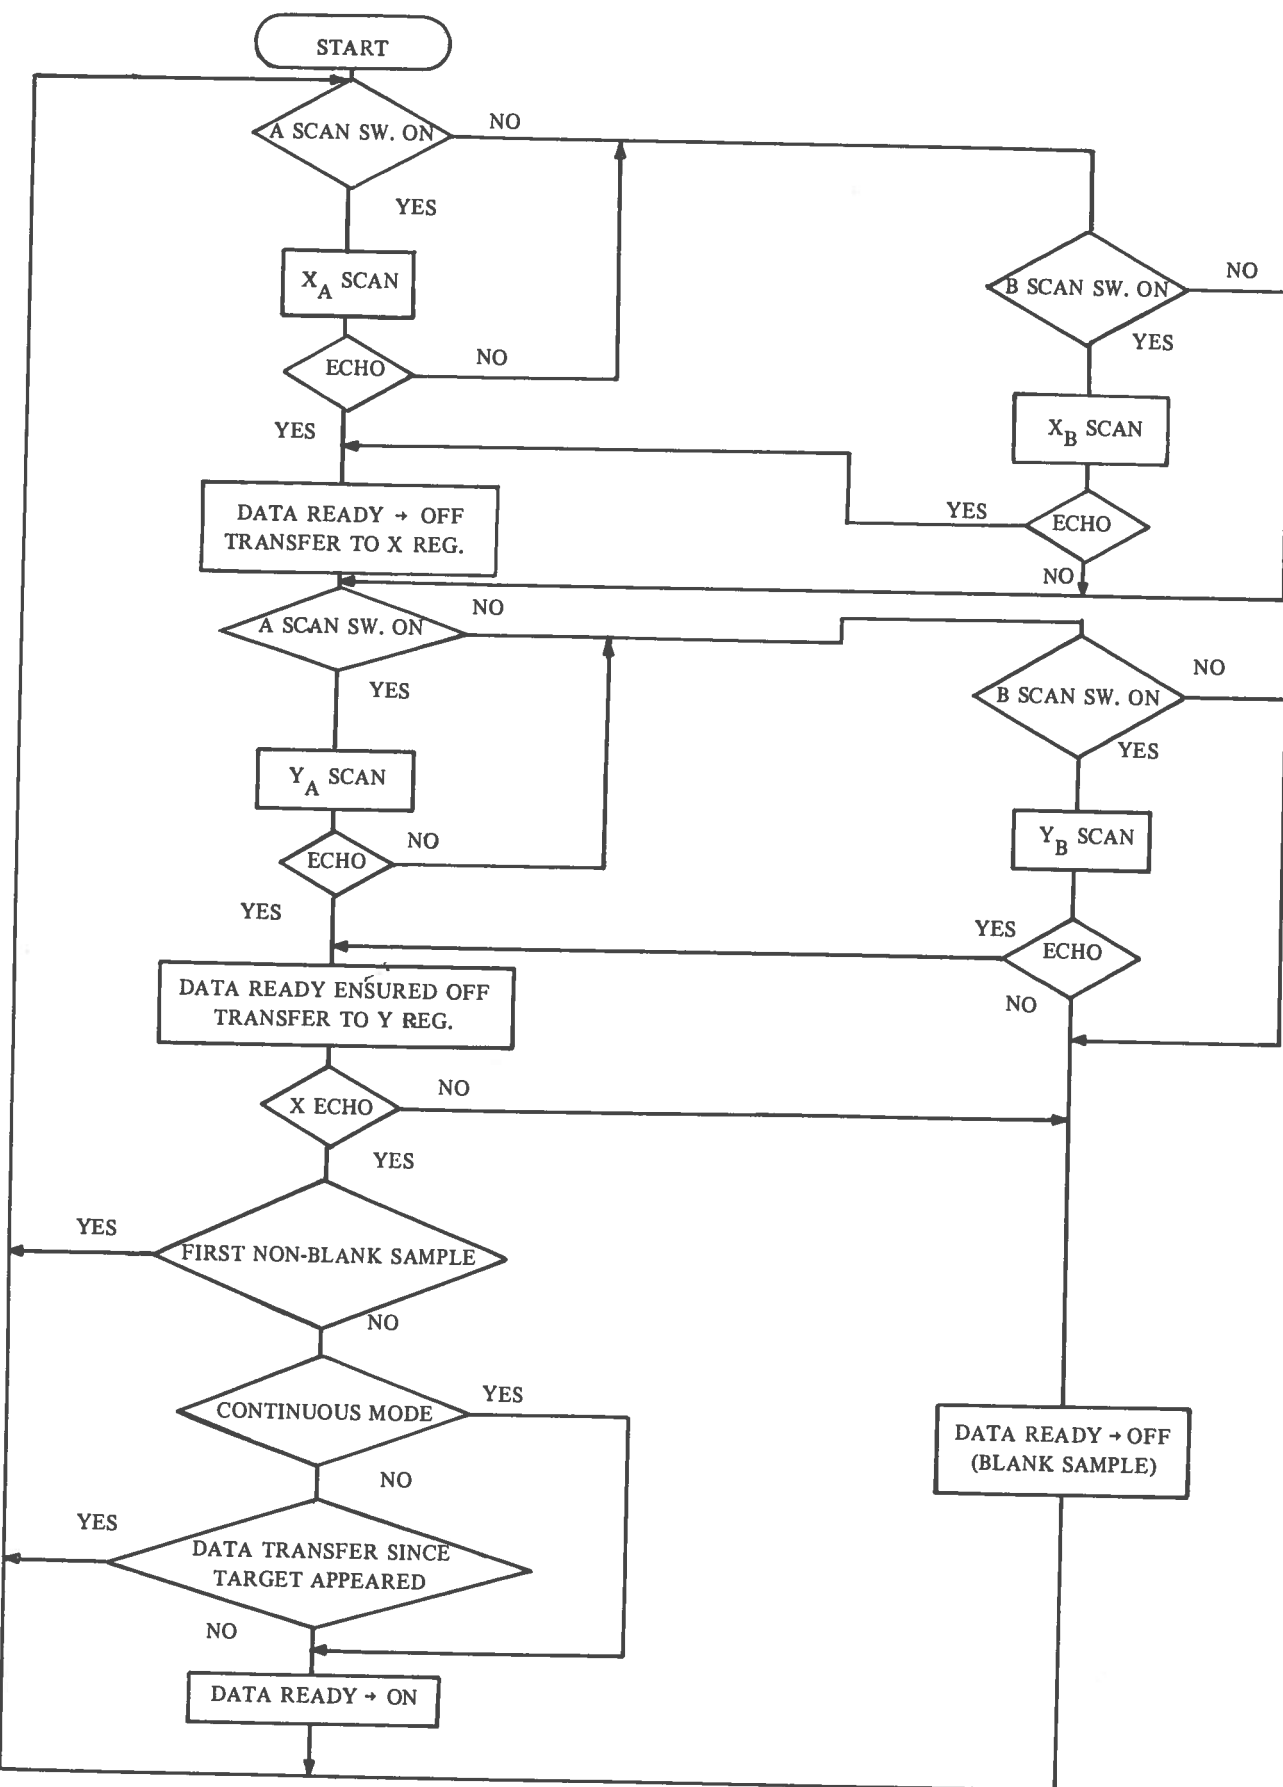 START
A SCAN SW. ON
NO
YES
X_A SCAN
B SCAN SW. ON
NO
YES
ECHO
NO
X_B SCAN
YES
YES
ECHO
DATA READY → OFF
TRANSFER TO X REG.
NO
A SCAN SW. ON
NO
B SCAN SW. ON
NO
YES
YES
Y_A SCAN
Y_B SCAN
ECHO
NO
YES
YES
ECHO
DATA READY ENSURED OFF
TRANSFER TO Y REG.
NO
X ECHO
NO
YES
YES
FIRST NON-BLANK SAMPLE
NO
CONTINUOUS MODE
YES
DATA READY → OFF
(BLANK SAMPLE)
NO
YES
DATA TRANSFER SINCE
TARGET APPEARED
NO
DATA READY → ON